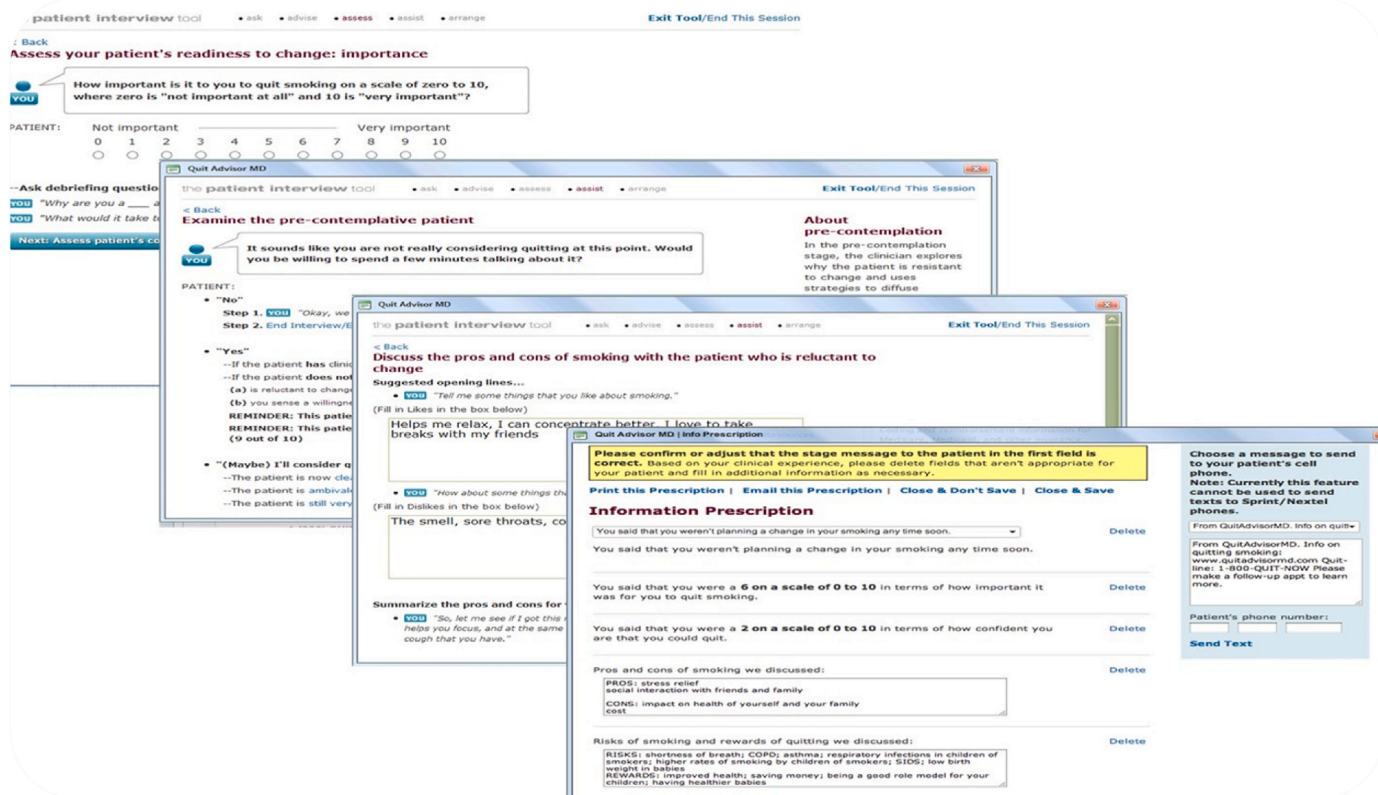 patient interview tool • ask • advise • assess • assist • arrange Exit Tool/End This Session
< Back
Assess your patient's readiness to change: importance
How important is it to you to quit smoking on a scale of zero to 10,
where zero is "not important at all" and 10 is "very important"?
YOU
PATIENT: Not important Very important
0 1 2 3 4 5 6 7 8 9 10
--Ask debriefing questio
YOU "Why are you a ___ a
YOU "What would it take t
Next: Assess patient's co
Quit Advisor MD
the patient interview tool • ask • advise • assess • assist • arrange Exit Tool/End This Session
< Back
Examine the pre-contemplative patient
It sounds like you are not really considering quitting at this point. Would
you be willing to spend a few minutes talking about it?
YOU
PATIENT:
• "No"
Step 1. YOU "Okay, we
Step 2. End Interview/E
• "Yes"
--If the patient has clinic
--If the patient does not
(a) is reluctant to change
(b) you sense a willingne
REMINDER: This patie
REMINDER: This patie
(9 out of 10)
• "(Maybe) I'll consider q
--The patient is now clea
--The patient is ambivale
--The patient is still very
About
pre-contemplation
In the pre-contemplation
stage, the clinician explores
why the patient is resistant
to change and uses
strategies to diffuse
Quit Advisor MD
the patient interview tool • ask • advise • assess • assist • arrange Exit Tool/End This Session
< Back
Discuss the pros and cons of smoking with the patient who is reluctant to
change
Suggested opening lines...
• YOU "Tell me some things that you like about smoking."
(Fill in Likes in the box below)
Helps me relax, I can concentrate better, I love to take
breaks with my friends
• YOU "How about some things tha
(Fill in Dislikes in the box below)
The smell, sore throats, co
Summarize the pros and cons for
• YOU "So, let me see if I got this
helps you focus, and at the same
cough that you have."
Quit Advisor MD | Info Prescription
Please confirm or adjust that the stage message to the patient in the first field is
correct. Based on your clinical experience, please delete fields that aren't appropriate for
your patient and fill in additional information as necessary.
Print this Prescription | Email this Prescription | Close & Don't Save | Close & Save
Information Prescription
You said that you weren't planning a change in your smoking any time soon. Delete
You said that you weren't planning a change in your smoking any time soon.
You said that you were a 6 on a scale of 0 to 10 in terms of how important it Delete
was for you to quit smoking.
You said that you were a 2 on a scale of 0 to 10 in terms of how confident you Delete
are that you could quit.
Pros and cons of smoking we discussed: Delete
PROS: stress relief
social interaction with friends and family
CONS: impact on health of yourself and your family
cost
Risks of smoking and rewards of quitting we discussed: Delete
RISKS: shortness of breath; COPD; asthma; respiratory infections in children of
smokers; higher rates of smoking by children of smokers; SIDS; low birth
weight in babies
REWARDS: improved health; saving money; being a good role model for your
children; having healthier babies
Choose a message to send
to your patient's cell
phone.
Note: Currently this feature
cannot be used to send
texts to Sprint/Nextel
phones.
From QuitAdvisorMD. Info on quitt
From QuitAdvisorMD. Info on
quitting smoking:
www.quitadvisormd.com Quit-
line: 1-800-QUIT-NOW Please
make a follow-up appt to learn
more.
Patient's phone number:
Send Text